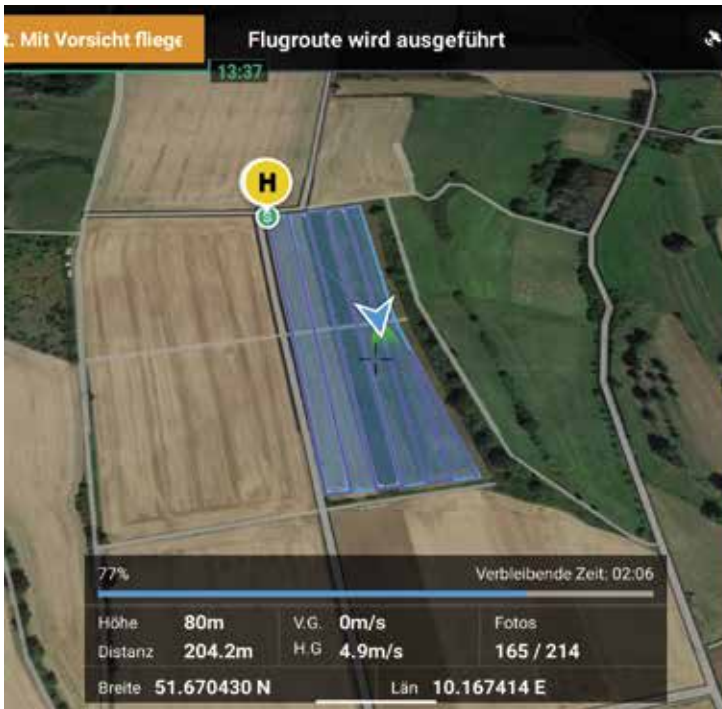 t. Mit Vorsicht fliege
Flugroute wird ausgeführt
13:37
H
S
77%
Verbleibende Zeit: 02:06
Höhe 80m V.G. 0m/s Fotos
Distanz 204.2m H.G 4.9m/s 165 / 214
Breite 51.670430 N Län 10.167414 E